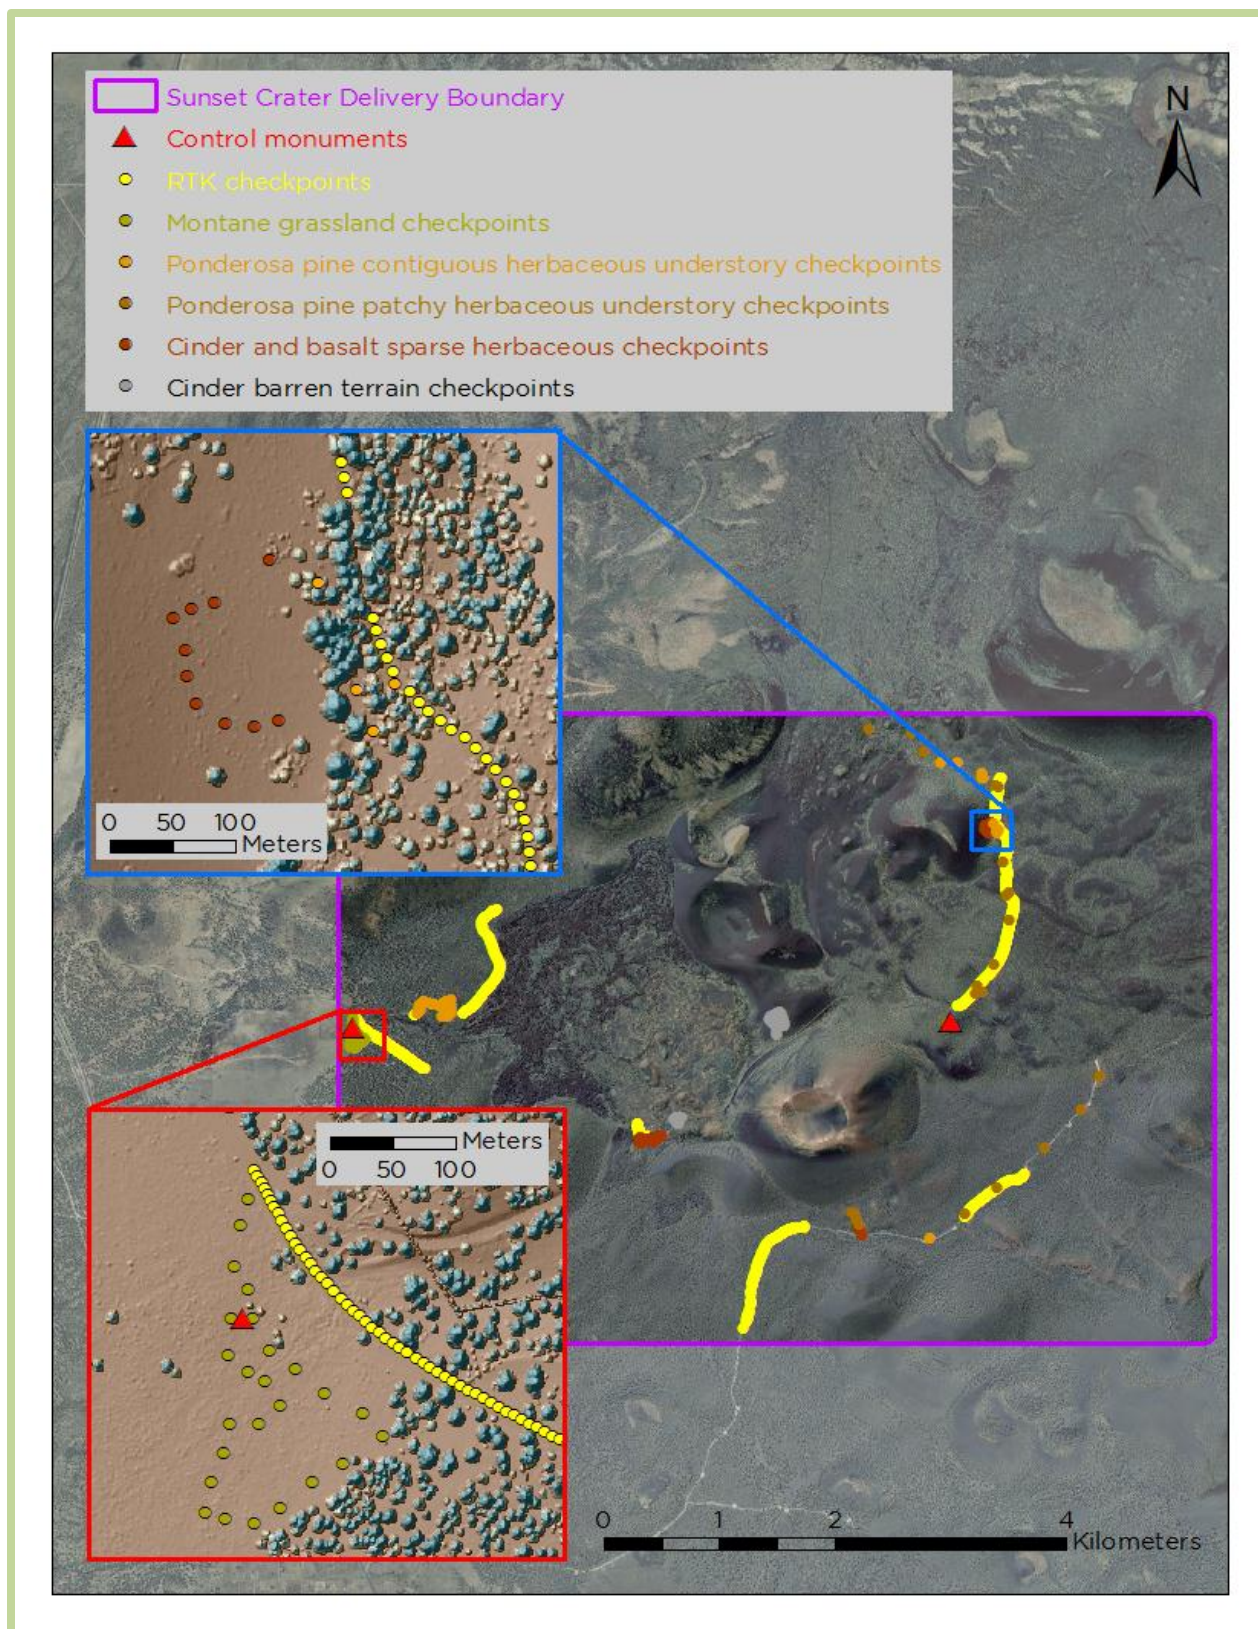 Sunset Crater Delivery Boundary
N
Control monuments
RTK checkpoints
Montane grassland checkpoints
Ponderosa pine contiguous herbaceous understory checkpoints
Ponderosa pine patchy herbaceous understory checkpoints
Cinder and basalt sparse herbaceous checkpoints
Cinder barren terrain checkpoints
0 50 100
Meters
Meters
0 50 100
0 1 2 4
Kilometers